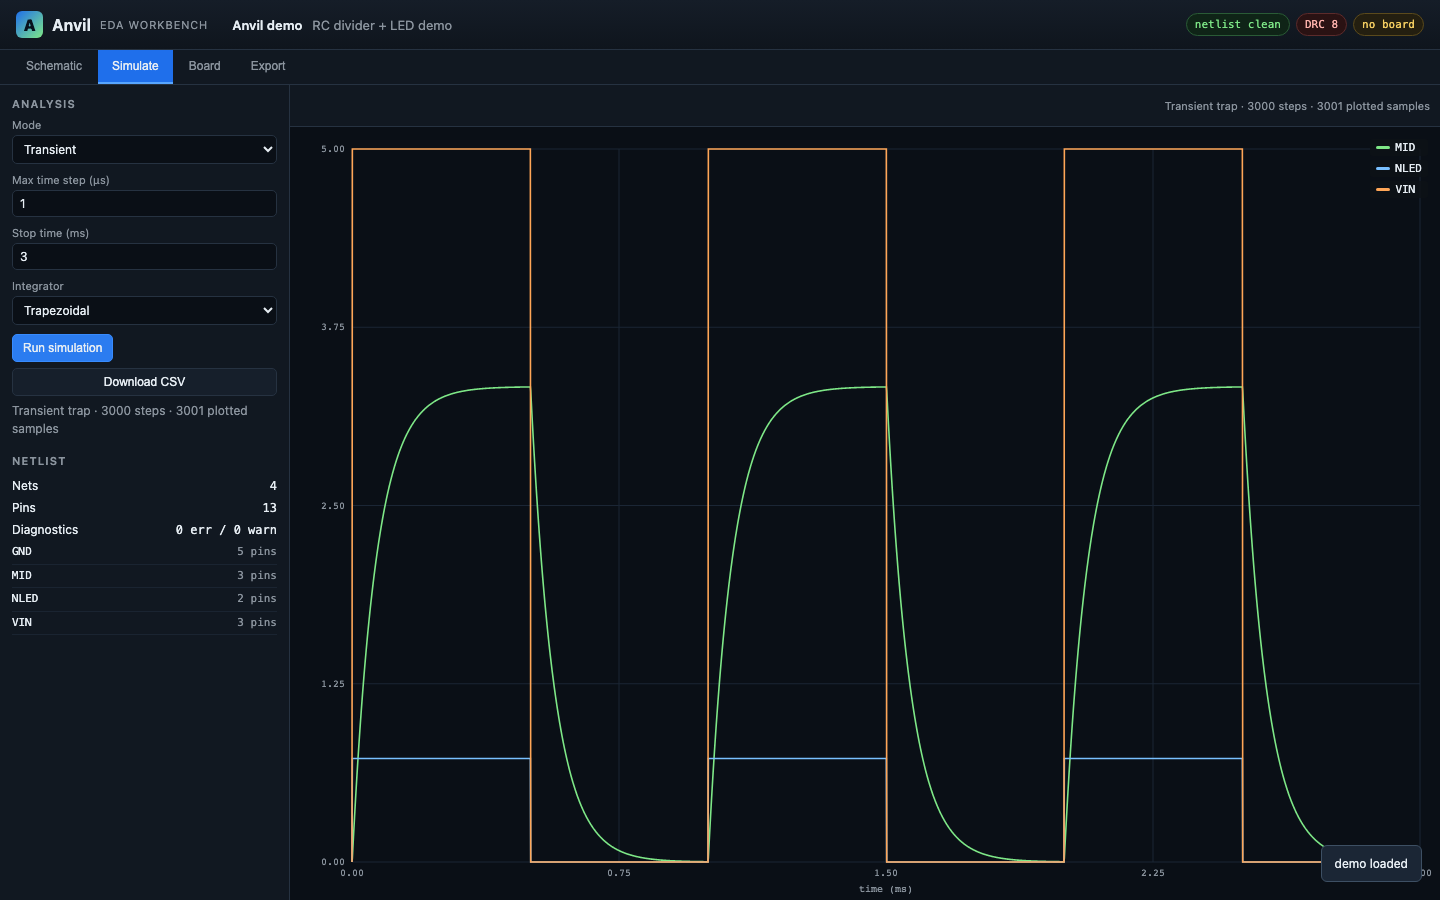 A Anvil EDA WORKBENCH Anvil demo RC divider + LED demo netlist clean DRC 8 no board
Schematic Simulate Board Export
ANALYSIS
Mode
Transient
Max time step (µs)
1
Stop time (ms)
3
Integrator
Trapezoidal
Run simulation
Download CSV
Transient trap · 3000 steps · 3001 plotted
samples
NETLIST
Nets 4
Pins 13
Diagnostics 0 err / 0 warn
GND 5 pins
MID 3 pins
NLED 2 pins
VIN 3 pins
Transient trap · 3000 steps · 3001 plotted samples
MID
NLED
VIN
5.00
3.75
2.50
1.25
0.00
0.00 0.75 1.50 2.25
time (ms)
demo loaded